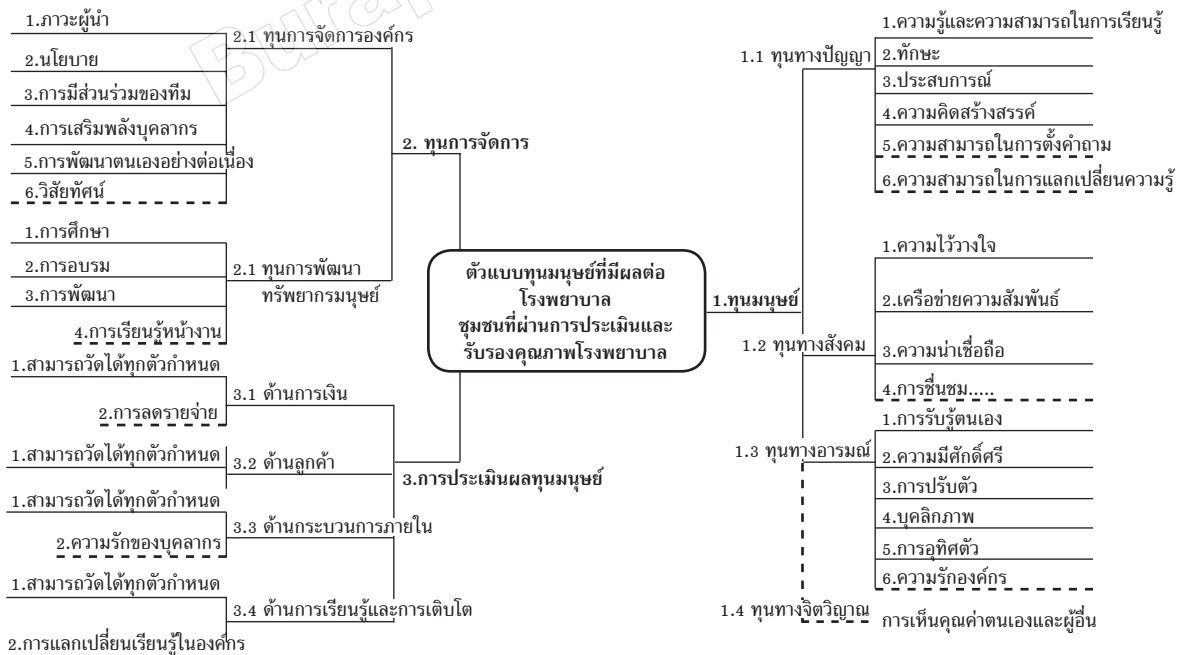 1.ภาวะผู้นำ
2.นโยบาย
3.การมีส่วนร่วมของทีม
4.การเสริมพลังบุคลากร
5.การพัฒนาตนเองอย่างต่อเนื่อง
6.วิสัยทัศน์
2.1 ทุนการจัดการองค์กร
1.การศึกษา
2.การอบรม
3.การพัฒนา
4.การเรียนรู้หน้างาน
2.1 ทุนการพัฒนา
ทรัพยากรมนุษย์
2. ทุนการจัดการ
1.สามารถวัดได้ทุกตัวกำหนด
2.การลดรายจ่าย
3.1 ด้านการเงิน
1.สามารถวัดได้ทุกตัวกำหนด
3.2 ด้านลูกค้า
1.สามารถวัดได้ทุกตัวกำหนด
2.ความรักของบุคลากร
3.3 ด้านกระบวนการภายใน
1.สามารถวัดได้ทุกตัวกำหนด
2.การแลกเปลี่ยนเรียนรู้ในองค์กร
3.4 ด้านการเรียนรู้และการเติบโต
3.การประเมินผลทุนมนุษย์
ตัวแบบทุนมนุษย์ที่มีผลต่อ
โรงพยาบาล
ชุมชนที่ผ่านการประเมินและ
รับรองคุณภาพโรงพยาบาล
1.ทุนมนุษย์
1.1 ทุนทางปัญญา
1.ความรู้และความสามารถในการเรียนรู้
2.ทักษะ
3.ประสบการณ์
4.ความคิดสร้างสรรค์
5.ความสามารถในการตั้งคำถาม
6.ความสามารถในการแลกเปลี่ยนความรู้
1.2 ทุนทางสังคม
1.ความไว้วางใจ
2.เครือข่ายความสัมพันธ์
3.ความน่าเชื่อถือ
4.การชื่นชม.....
1.3 ทุนทางอารมณ์
1.การรับรู้ตนเอง
2.ความมีศักดิ์ศรี
3.การปรับตัว
4.บุคลิกภาพ
5.การอุทิศตัว
6.ความรักองค์กร
1.4 ทุนทางจิตวิญาณ
การเห็นคุณค่าตนเองและผู้อื่น
Burap